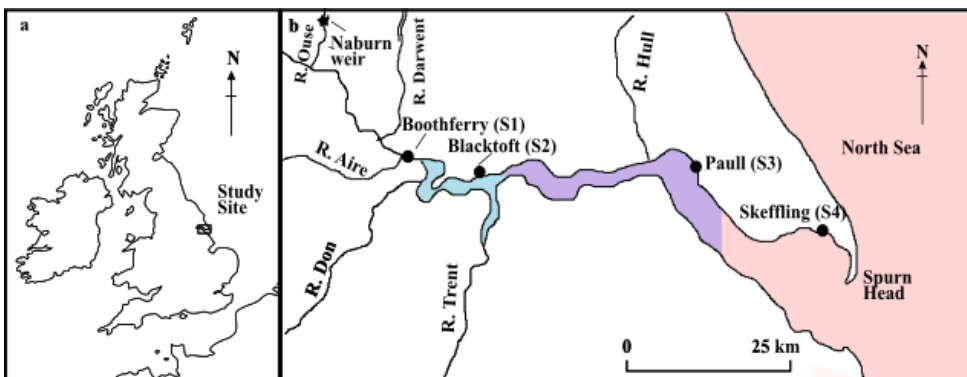 a
N
Study
Site
b
Naburn
weir
R. Ouse
R. Darwent
Boothferry (S1)
Blacktoft (S2)
R. Aire
R. Don
R. Trent
R. Hull
Paull (S3)
Skeffling (S4)
Spurn
Head
North Sea
N
0
25 km